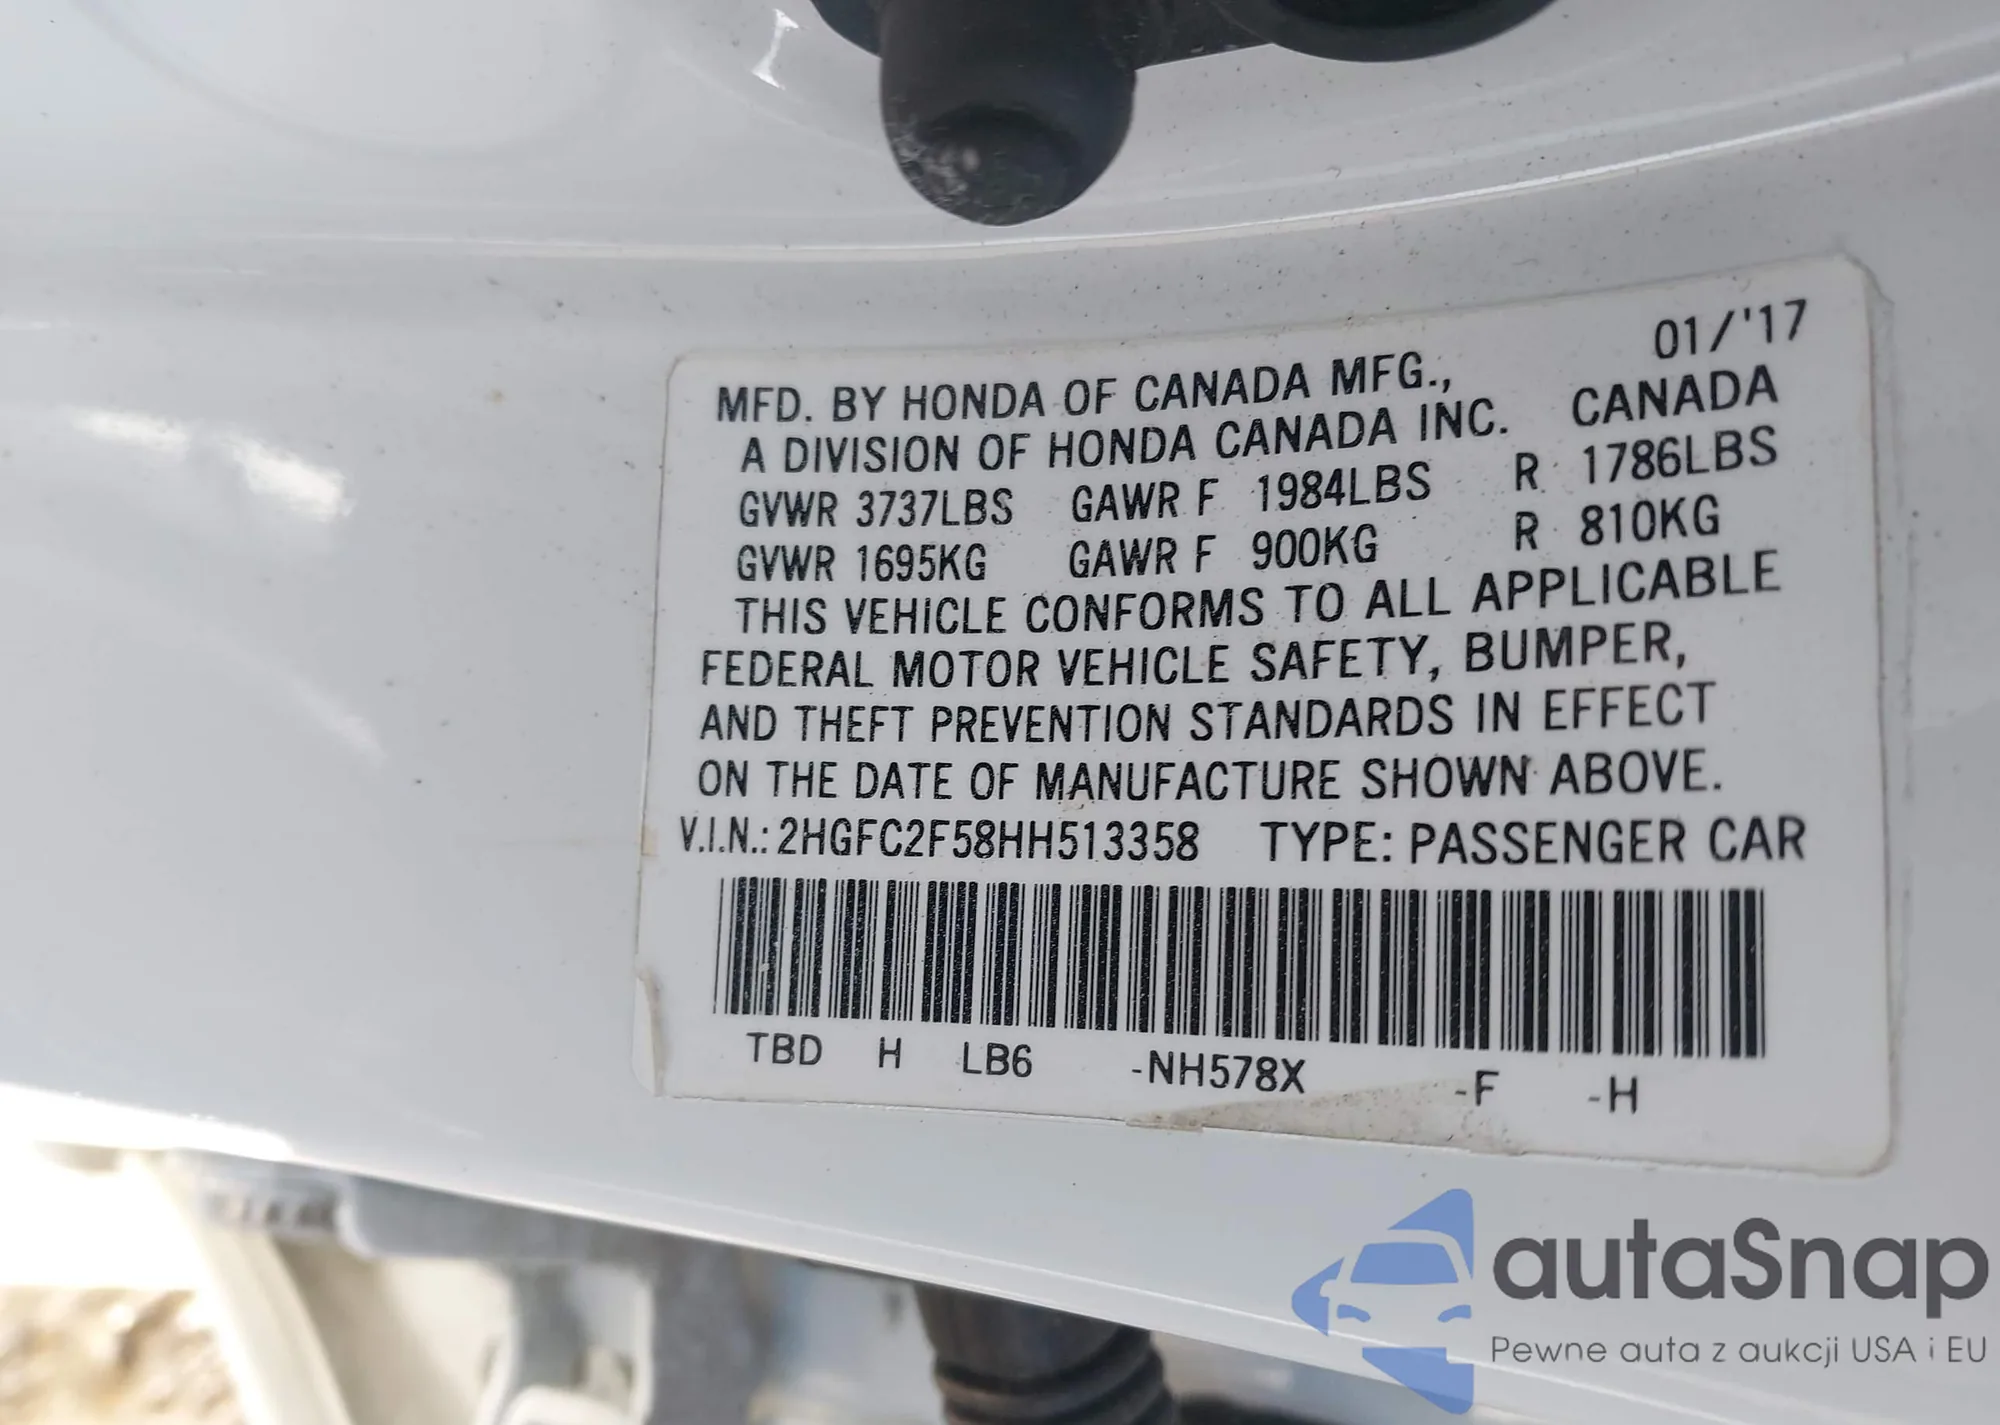 01/'17
MFD. BY HONDA OF CANADA MFG.,
A DIVISION OF HONDA CANADA INC. CANADA
GVWR 3737LBS GAWR F 1984LBS R 1786LBS
GVWR 1695KG GAWR F 900KG R 810KG
THIS VEHICLE CONFORMS TO ALL APPLICABLE
FEDERAL MOTOR VEHICLE SAFETY, BUMPER,
AND THEFT PREVENTION STANDARDS IN EFFECT
ON THE DATE OF MANUFACTURE SHOWN ABOVE.
V.I.N.: 2HGFC2F58HH513358 TYPE: PASSENGER CAR
TBD H LB6 -NH578X -F -H
autaSnap
Pewne auta z aukcji USA i EU